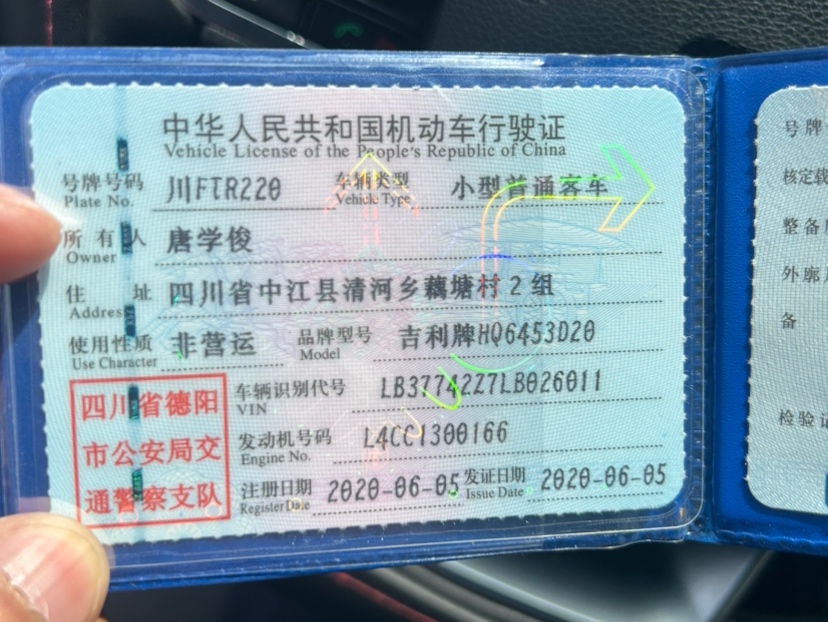 中华人民共和国机动车行驶证
Vehicle License of the People's Republic of China
号牌号码 川FTR220 车辆类型 小型普通客车
Plate No. Vehicle Type
所有人 唐学俊
Owner
住址 四川省中江县清河乡藕塘村2组
Address
使用性质 非营运 品牌型号 吉利牌HQ6453D20
Use Character Model
车辆识别代号 LB37742Z7LB026011
VIN
发动机号码 L4CC1300166
Engine No.
注册日期 2020-06-05 发证日期 2020-06-05
Register Date Issue Date
四川省德阳
市公安局交
通警察支队
号牌
核定载
整备
外廓
备
检验